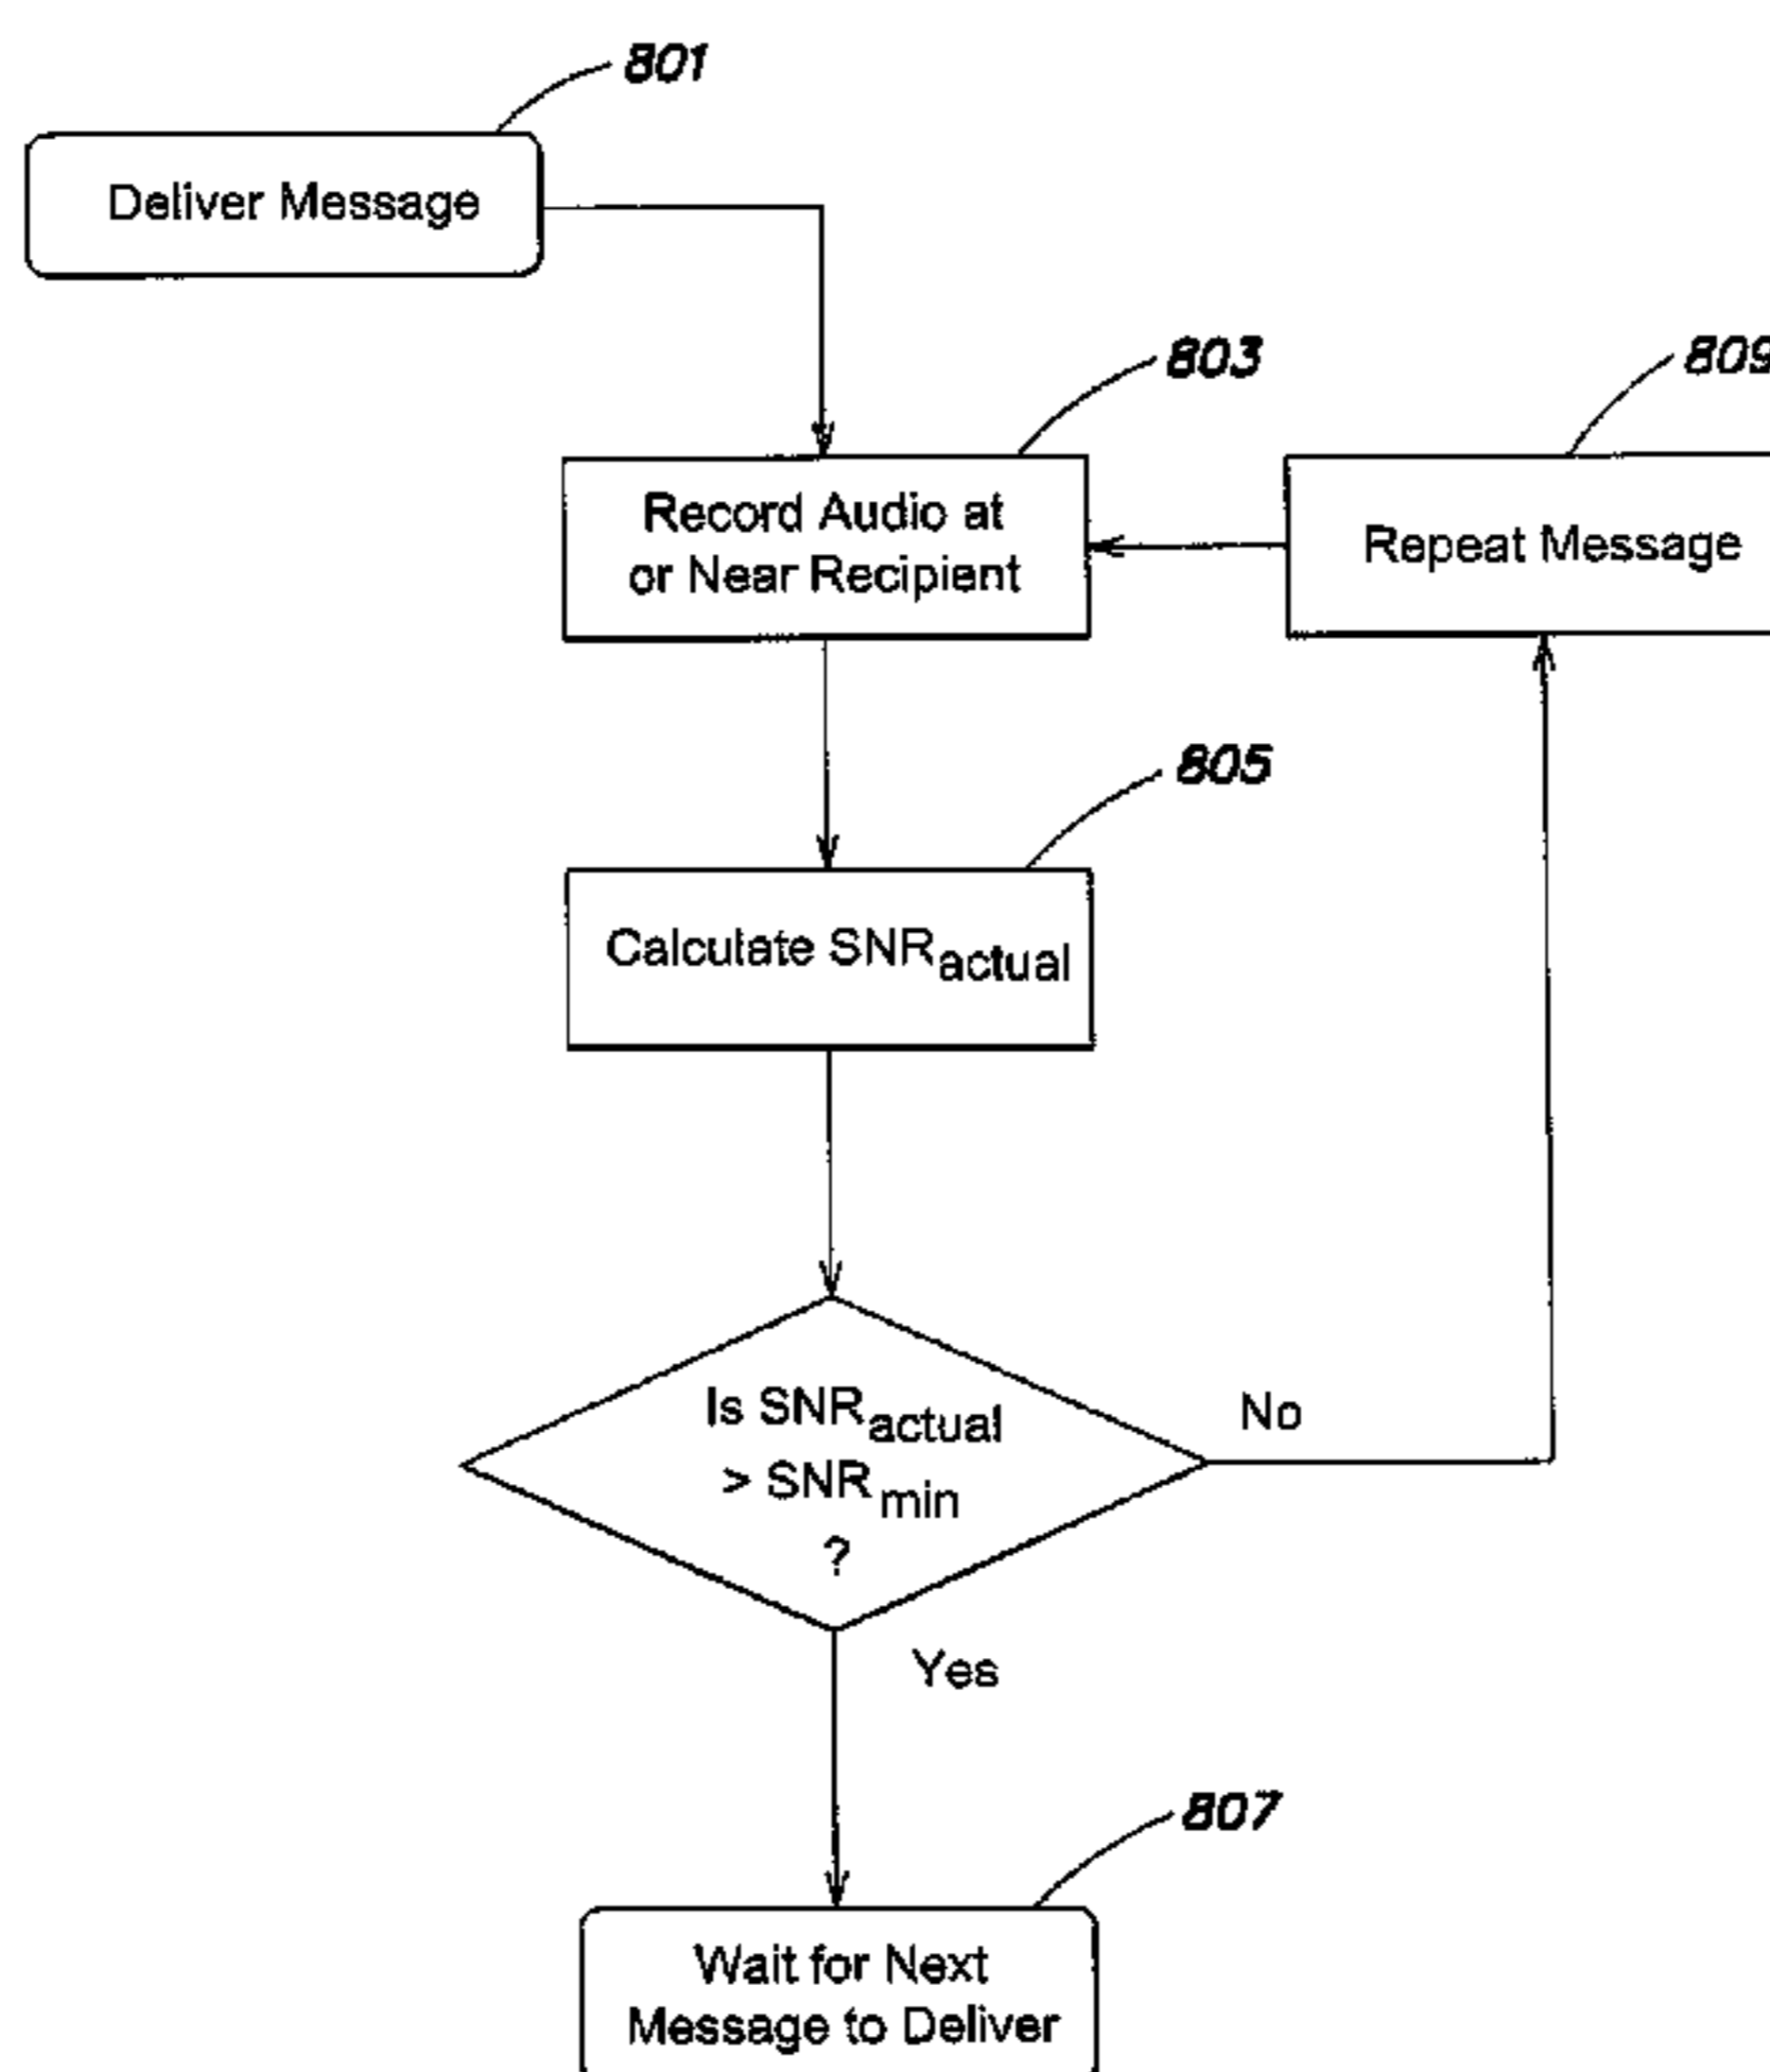 801
Deliver Message
803
809
Record Audio at
or Near Recipient
Repeat Message
805
Calculate SNRactual
Is SNRactual
> SNRmin
?
No
Yes
807
Wait for Next
Message to Deliver